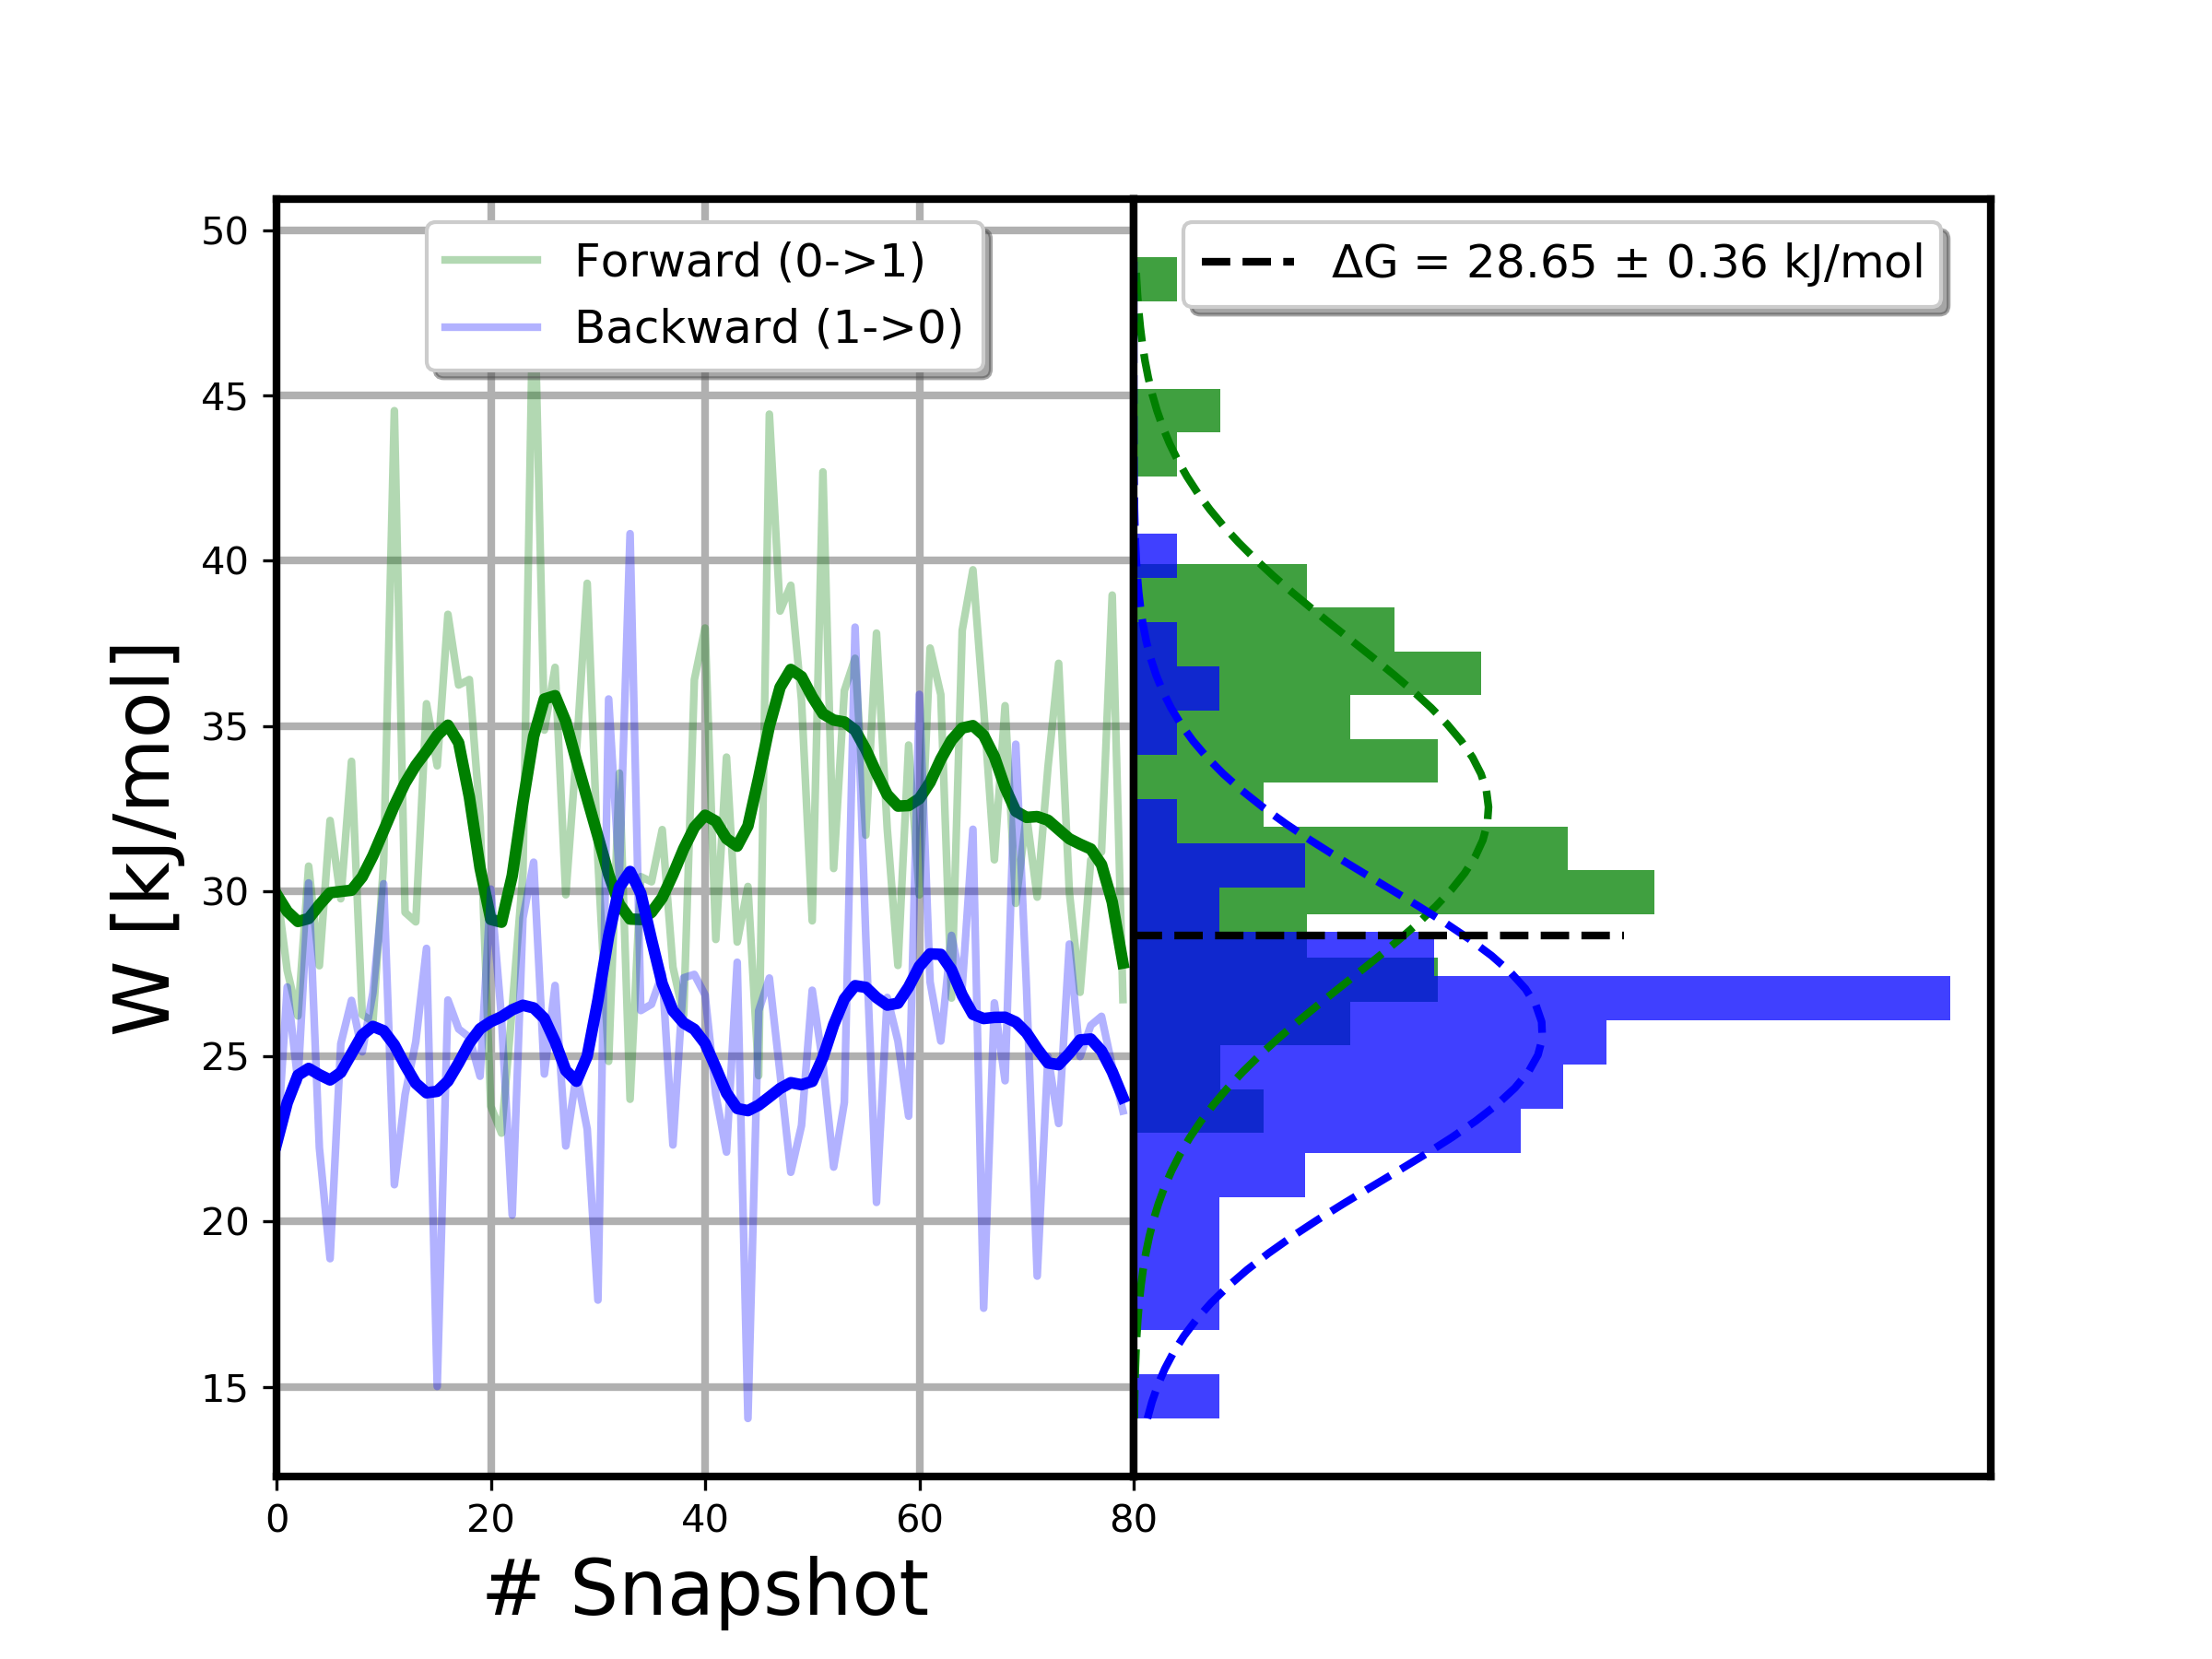 W [kJ/mol]
50
45
40
35
30
25
20
15
Forward (0->1)
Backward (1->0)
ΔG = 28.65 ± 0.36 kJ/mol
0 20 40 60 80
# Snapshot